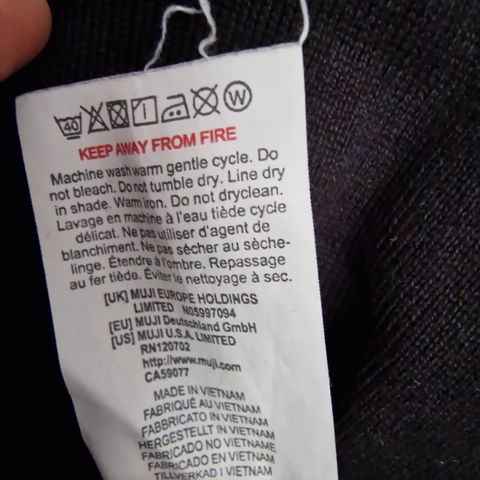 40 W
KEEP AWAY FROM FIRE
Machine wash warm gentle cycle. Do
not bleach. Do not tumble dry. Line dry
in shade. Warm iron. Do not dryclean.
Lavage en machine à l'eau tiède cycle
délicat. Ne pas utiliser d'agent de
blanchiment. Ne pas sécher au sèche-
linge. Étendre à l'ombre. Repassage
au fer tiède. Éviter le nettoyage à sec.
[UK] MUJI EUROPE HOLDINGS
LIMITED N05997094
[EU] MUJI Deutschland GmbH
[US] MUJI U.S.A. LIMITED
RN120702
http://www.muji.com
CA59077
MADE IN VIETNAM
FABRIQUÉ AU VIETNAM
FABBRICATO IN VIETNAM
HERGESTELLT IN VIETNAM
FABRICADO NO VIETNAME
FABRICADO EN VIETNAM
TILLVERKAD I VIETNAM